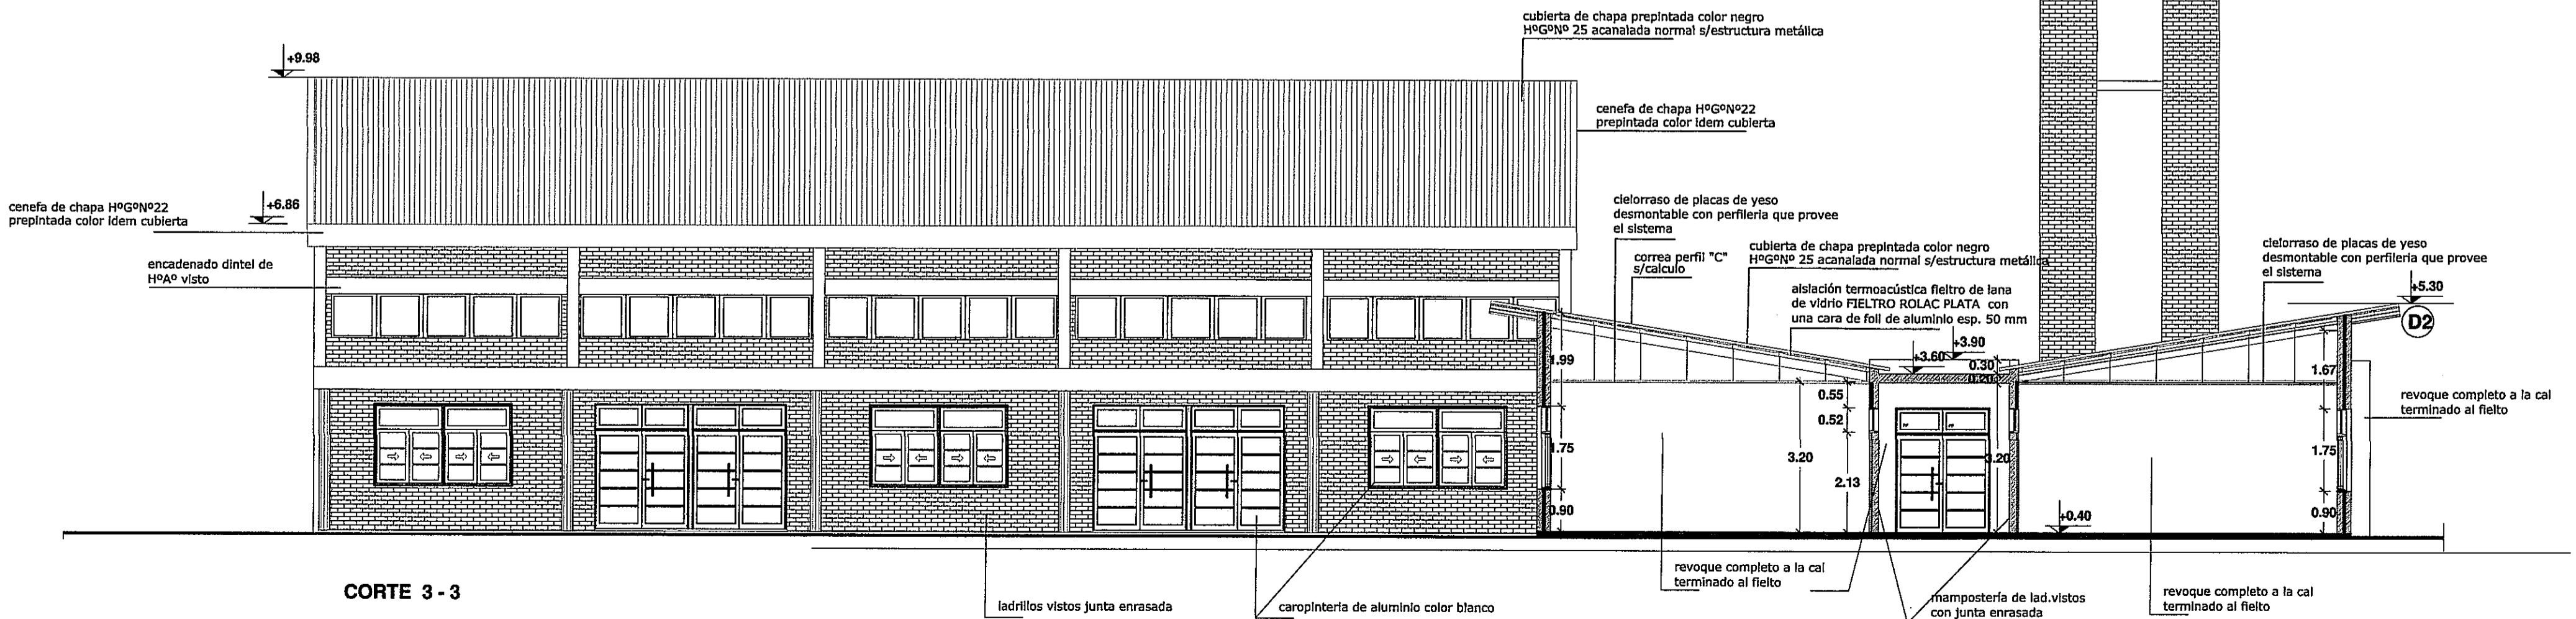 cubierta de chapa prepintada color negro
HºGºNº 25 acanalada normal s/estructura metálica
+9.98
cenefa de chapa HºGºNº22
prepintada color idem cubierta
cenefa de chapa HºGºNº22
prepintada color idem cubierta
+6.86
encadenado dintel de
HºAº visto
cielorraso de placas de yeso
desmontable con perfileria que provee
el sistema
correa perfil "C"
s/calculo
cubierta de chapa prepintada color negro
HºGºNº 25 acanalada normal s/estructura metálica
aislación termoacústica fieltro de lana
de vidrio FIELTRO ROLAC PLATA con
una cara de foil de aluminio esp. 50 mm
cielorraso de placas de yeso
desmontable con perfileria que provee
el sistema
+5.30
D2
+3.90
+3.60
0.30
0.20
1.99
1.67
0.55
0.52
1.75
3.20
2.13
3.20
0.90
1.75
0.90
+0.40
revoque completo a la cal
terminado al fielto
revoque completo a la cal
terminado al fielto
mampostería de lad.vistos
con junta enrasada
revoque completo a la cal
terminado al fielto
CORTE 3 - 3
ladrillos vistos junta enrasada
caropinteria de aluminio color blanco